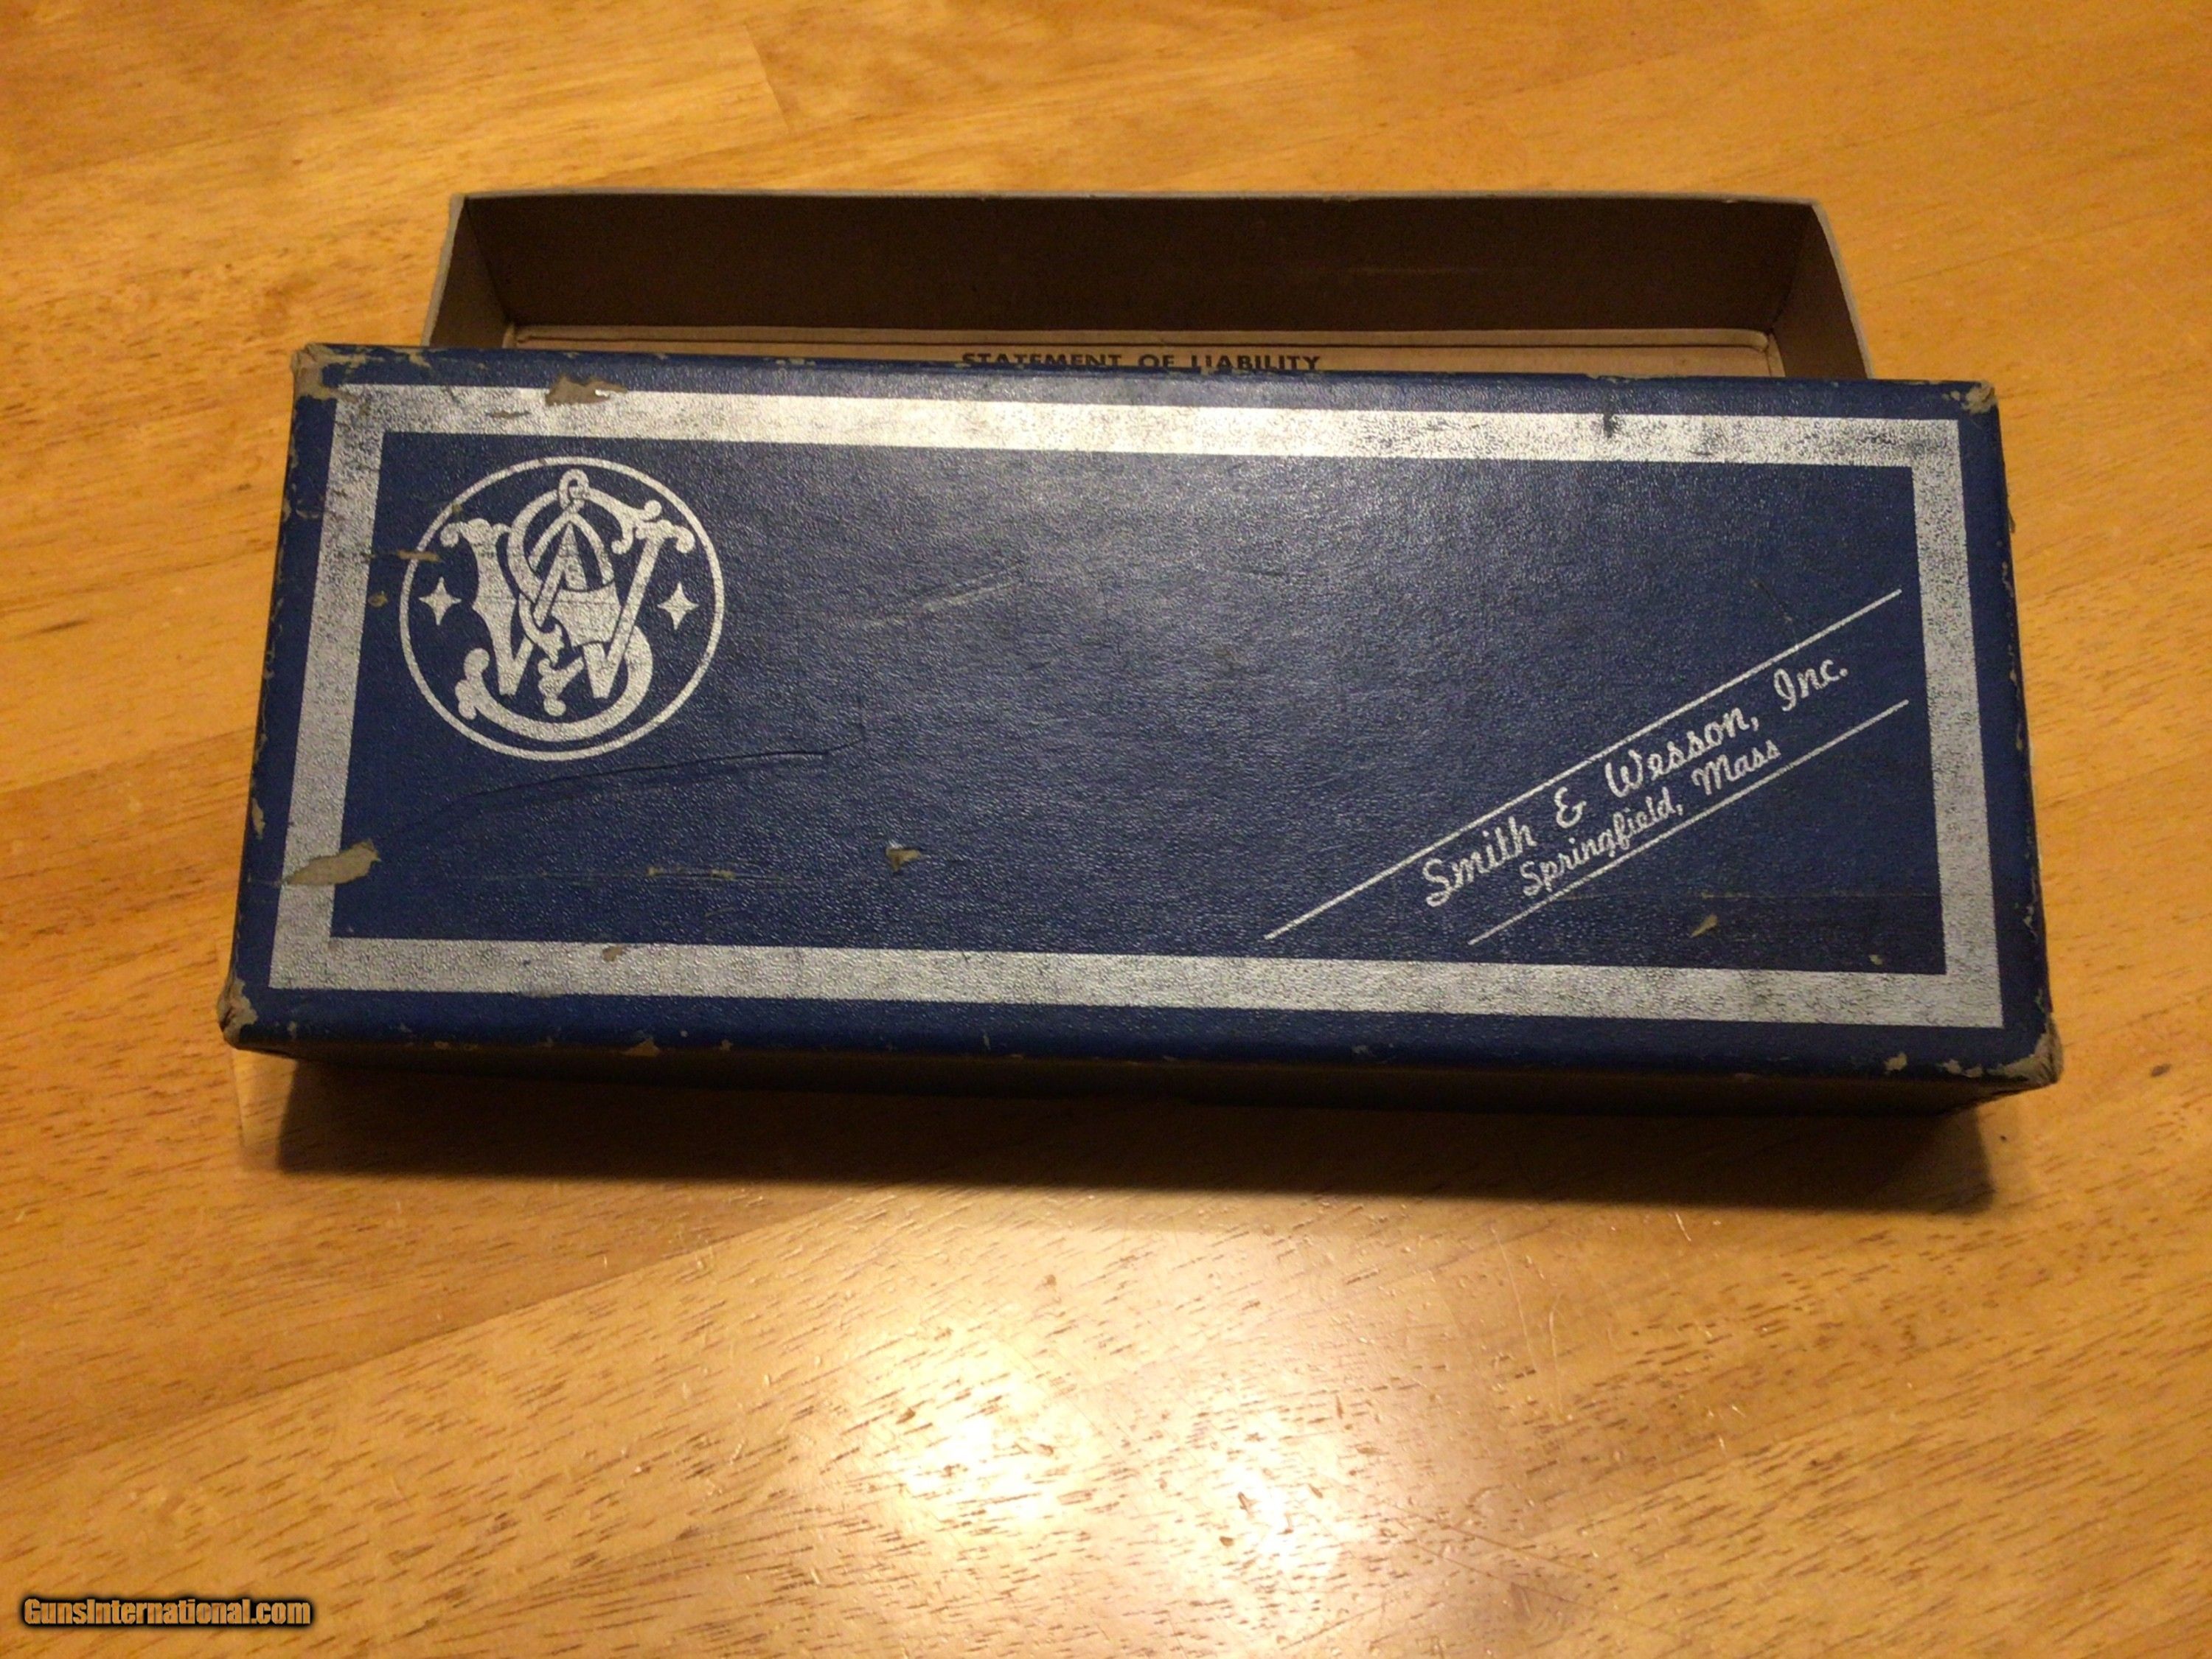 STATEMENT OF LIABILITY
S&W
Smith & Wesson, Inc.
Springfield, Mass
GunsInternational.com